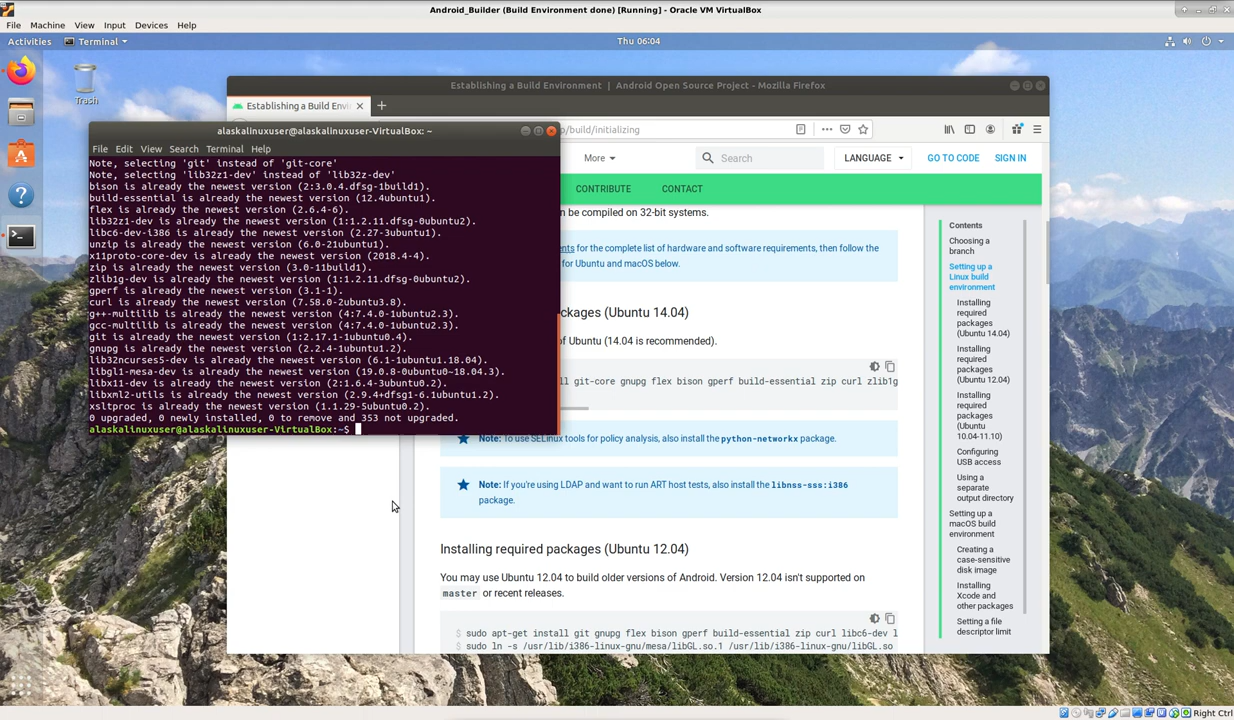 Android_Builder (Build Environment done) [Running] - Oracle VM VirtualBox
File Machine View Input Devices Help
Activities Terminal Thu 06:04
Trash
Establishing a Build Environment | Android Open Source Project - Mozilla Firefox
Establishing a Build Envi
p/build/initializing
More Search LANGUAGE GO TO CODE SIGN IN
CONTRIBUTE CONTACT
alaskalinuxuser@alaskalinuxuser-VirtualBox: ~
File Edit View Search Terminal Help
Note, selecting 'git' instead of 'git-core'
Note, selecting 'lib32z1-dev' instead of 'lib32z-dev'
bison is already the newest version (2:3.0.4.dfsg-1build1).
build-essential is already the newest version (12.4ubuntu1).
flex is already the newest version (2.6.4-6).
lib32z1-dev is already the newest version (1:1.2.11.dfsg-0ubuntu2).
libc6-dev-i386 is already the newest version (2.27-3ubuntu1).
unzip is already the newest version (6.0-21ubuntu1).
x11proto-core-dev is already the newest version (2018.4-4).
zip is already the newest version (3.0-11build1).
zlib1g-dev is already the newest version (1:1.2.11.dfsg-0ubuntu2).
gperf is already the newest version (3.1-1).
curl is already the newest version (7.58.0-2ubuntu3.8).
g++-multilib is already the newest version (4:7.4.0-1ubuntu2.3).
gcc-multilib is already the newest version (4:7.4.0-1ubuntu2.3).
git is already the newest version (1:2.17.1-1ubuntu0.4).
gnupg is already the newest version (2.2.4-1ubuntu1.2).
lib32ncurses5-dev is already the newest version (6.1-1ubuntu1.18.04).
libgl1-mesa-dev is already the newest version (19.0.8-0ubuntu0~18.04.3).
libx11-dev is already the newest version (2:1.6.4-3ubuntu0.2).
libxml2-utils is already the newest version (2.9.4+dfsg1-6.1ubuntu1.2).
xsltproc is already the newest version (1.1.29-5ubuntu0.2).
0 upgraded, 0 newly installed, 0 to remove and 353 not upgraded.
alaskalinuxuser@alaskalinuxuser-VirtualBox:~$
n be compiled on 32-bit systems.
ents for the complete list of hardware and software requirements, then follow the
for Ubuntu and macOS below.
ckages (Ubuntu 14.04)
of Ubuntu (14.04 is recommended).
ll git-core gnupg flex bison gperf build-essential zip curl zlib1g
Note: To use SELinux tools for policy analysis, also install the python-networkx package.
Note: If you're using LDAP and want to run ART host tests, also install the libnss-sss:i386
package.
Installing required packages (Ubuntu 12.04)
You may use Ubuntu 12.04 to build older versions of Android. Version 12.04 isn't supported on
master or recent releases.
$ sudo apt-get install git gnupg flex bison gperf build-essential zip curl libc6-dev l
$ sudo ln -s /usr/lib/i386-linux-gnu/mesa/libGL.so.1 /usr/lib/i386-linux-gnu/libGL.so
Contents
Choosing a
branch
Setting up a
Linux build
environment
Installing
required
packages
(Ubuntu 14.04)
Installing
required
packages
(Ubuntu 12.04)
Installing
required
packages
(Ubuntu
10.04-11.10)
Configuring
USB access
Using a
separate
output directory
Setting up a
macOS build
environment
Creating a
case-sensitive
disk image
Installing
Xcode and
other packages
Setting a file
descriptor limit
Right Ctrl